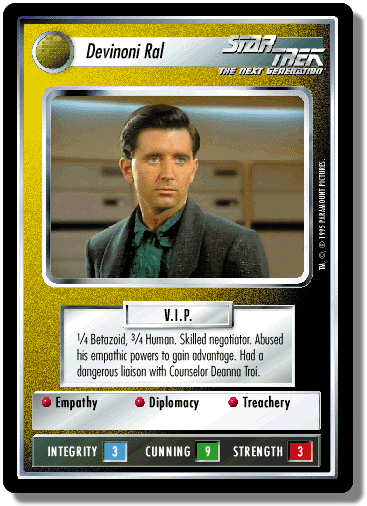 Devinoni Ral
STAR TREK
THE NEXT GENERATION
TM, ©, ® 1995 PARAMOUNT PICTURES.
V.I.P.
¼ Betazoid, ¾ Human. Skilled negotiator. Abused
his empathic powers to gain advantage. Had a
dangerous liaison with Counselor Deanna Troi.
Empathy Diplomacy Treachery
INTEGRITY 3 CUNNING 9 STRENGTH 3